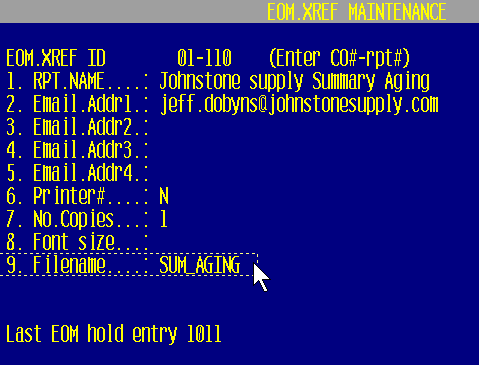 EOM.XREF MAINTENANCE
EOM.XREF ID 01-110 (Enter CO#-rpt#)
1. RPT.NAME....: Johnstone supply Summary Aging
2. Email.Addr1.: jeff.dobyns@johnstonesupply.com
3. Email.Addr2.:
4. Email.Addr3.:
5. Email.Addr4.:
6. Printer#....: N
7. No.Copies...: 1
8. Font size...:
9. Filename....: SUM_AGING
Last EOM hold entry 1011